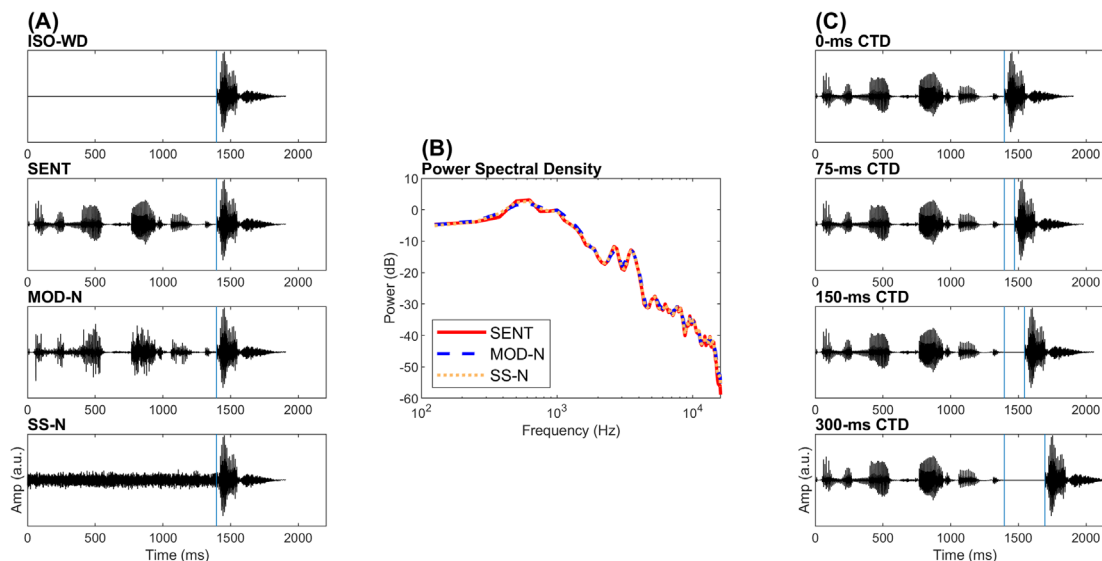 (A)
ISO-WD
0 500 1000 1500 2000
SENT
0 500 1000 1500 2000
MOD-N
0 500 1000 1500 2000
SS-N
Amp (a.u.)
0 500 1000 1500 2000
Time (ms)
(B)
Power Spectral Density
Power (dB)
10
0
-10
-20
-30
-40
-50
-60
SENT
MOD-N
SS-N
10² 10³ 10⁴
Frequency (Hz)
(C)
0-ms CTD
0 500 1000 1500 2000
75-ms CTD
0 500 1000 1500 2000
150-ms CTD
0 500 1000 1500 2000
300-ms CTD
Amp (a.u.)
0 500 1000 1500 2000
Time (ms)